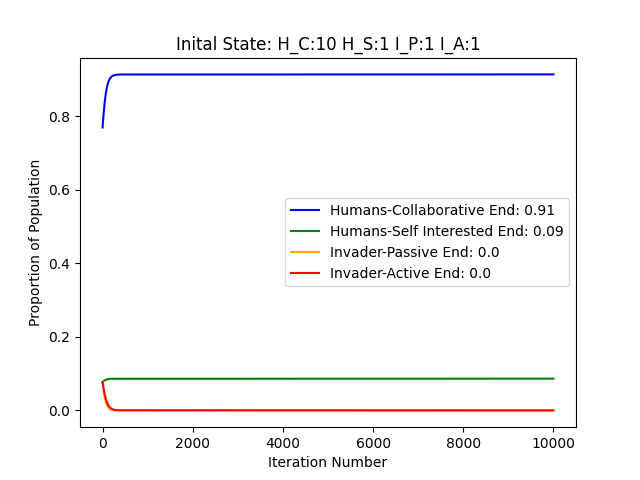 Inital State: H_C:10 H_S:1 I_P:1 I_A:1
Proportion of Population
0.8
0.6
0.4
0.2
0.0
Humans-Collaborative End: 0.91
Humans-Self Interested End: 0.09
Invader-Passive End: 0.0
Invader-Active End: 0.0
0 2000 4000 6000 8000 10000
Iteration Number